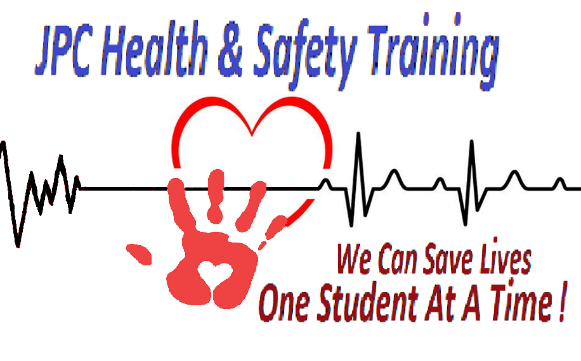 JPC Health & Safety Training
We Can Save Lives
One Student At A Time !